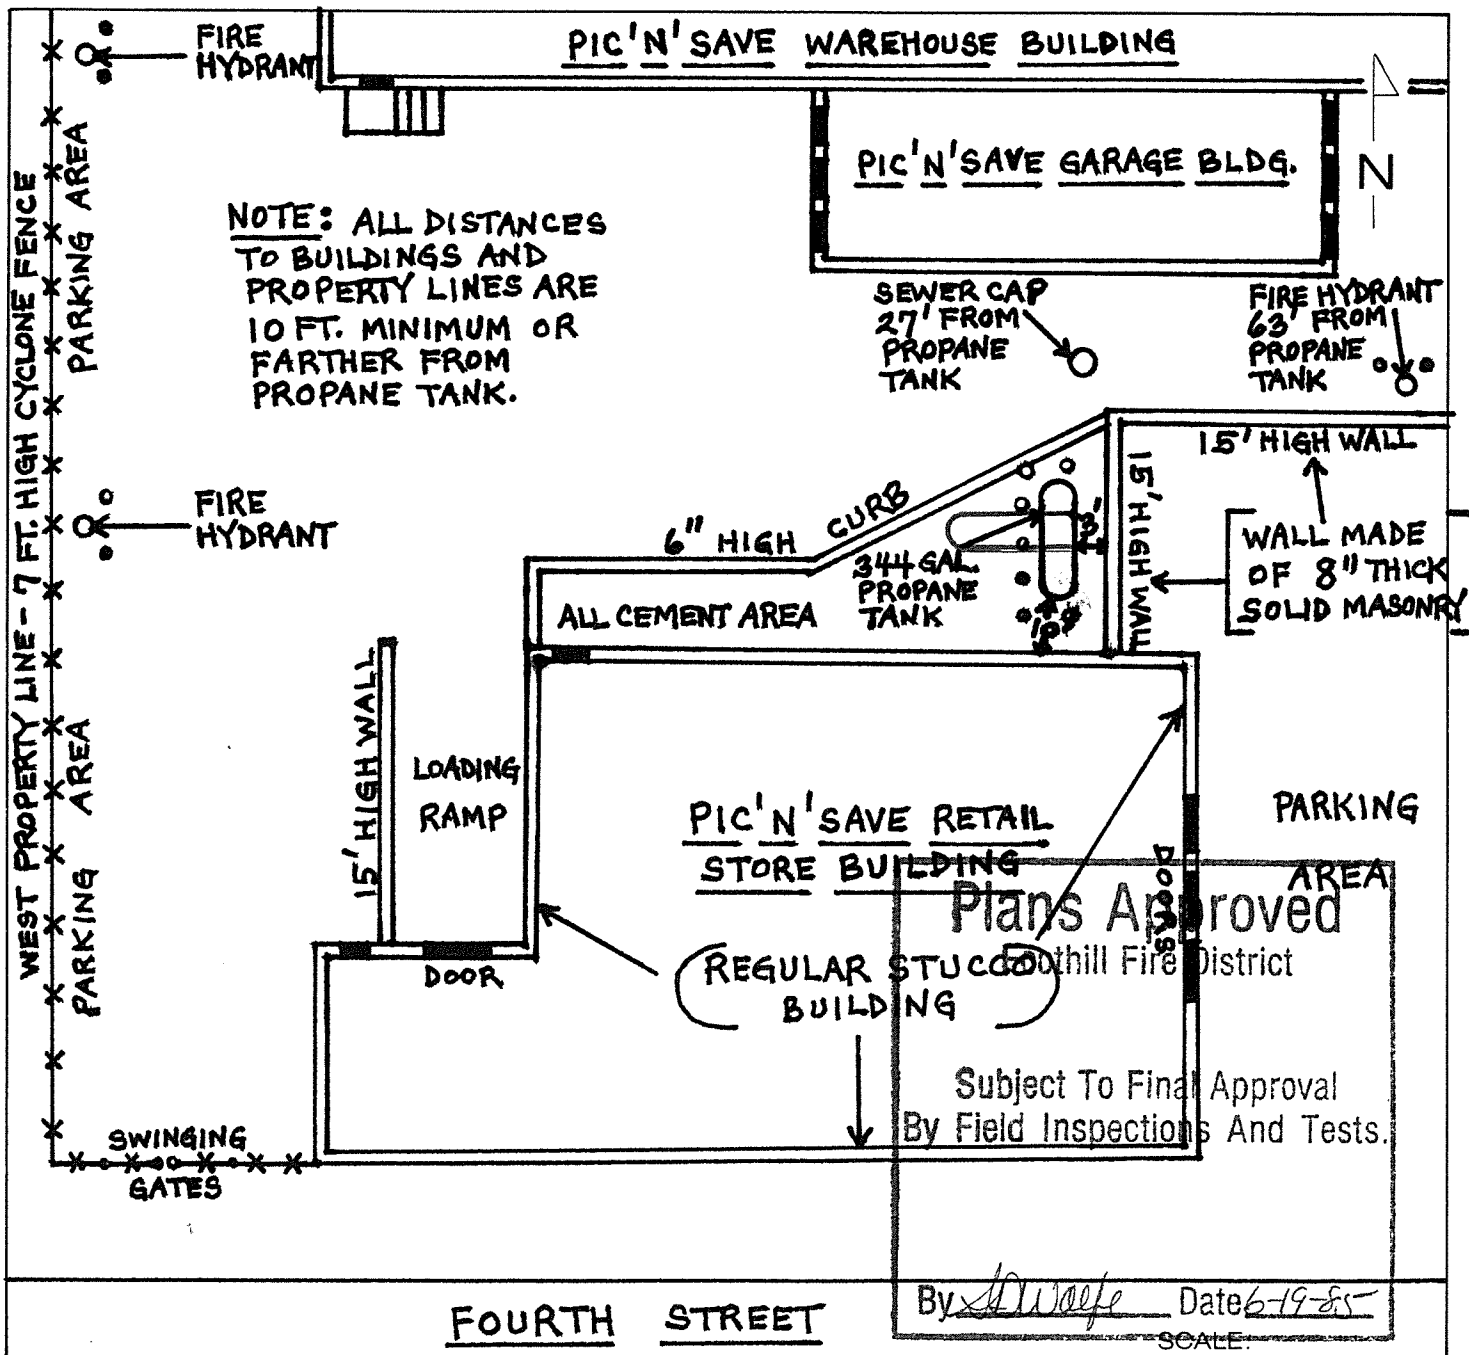 FIRE
HYDRANT
PIC'N'SAVE WAREHOUSE BUILDING
PIC'N'SAVE GARAGE BLDG.
N
WEST PROPERTY LINE - 7 FT. HIGH CYCLONE FENCE
PARKING AREA
NOTE: ALL DISTANCES
TO BUILDINGS AND
PROPERTY LINES ARE
10 FT. MINIMUM OR
FARTHER FROM
PROPANE TANK.
SEWER CAP
27' FROM
PROPANE
TANK
FIRE HYDRANT
63' FROM
PROPANE
TANK
15' HIGH WALL
FIRE
HYDRANT
6" HIGH CURB
3'
15' HIGH WALL
WALL MADE
OF 8" THICK
SOLID MASONRY
344 GAL.
PROPANE
TANK
ALL CEMENT AREA
PARKING AREA
15' HIGH WALL
LOADING
RAMP
PIC'N'SAVE RETAIL
STORE BUILDING
DOORS
PARKING
AREA
DOOR
REGULAR STUCCO
BUILDING
Plans Approved
Foothill Fire District
Subject To Final Approval
By Field Inspections And Tests.
SWINGING
GATES
By SDWolfe Date 6-19-85
FOURTH STREET
SCALE: